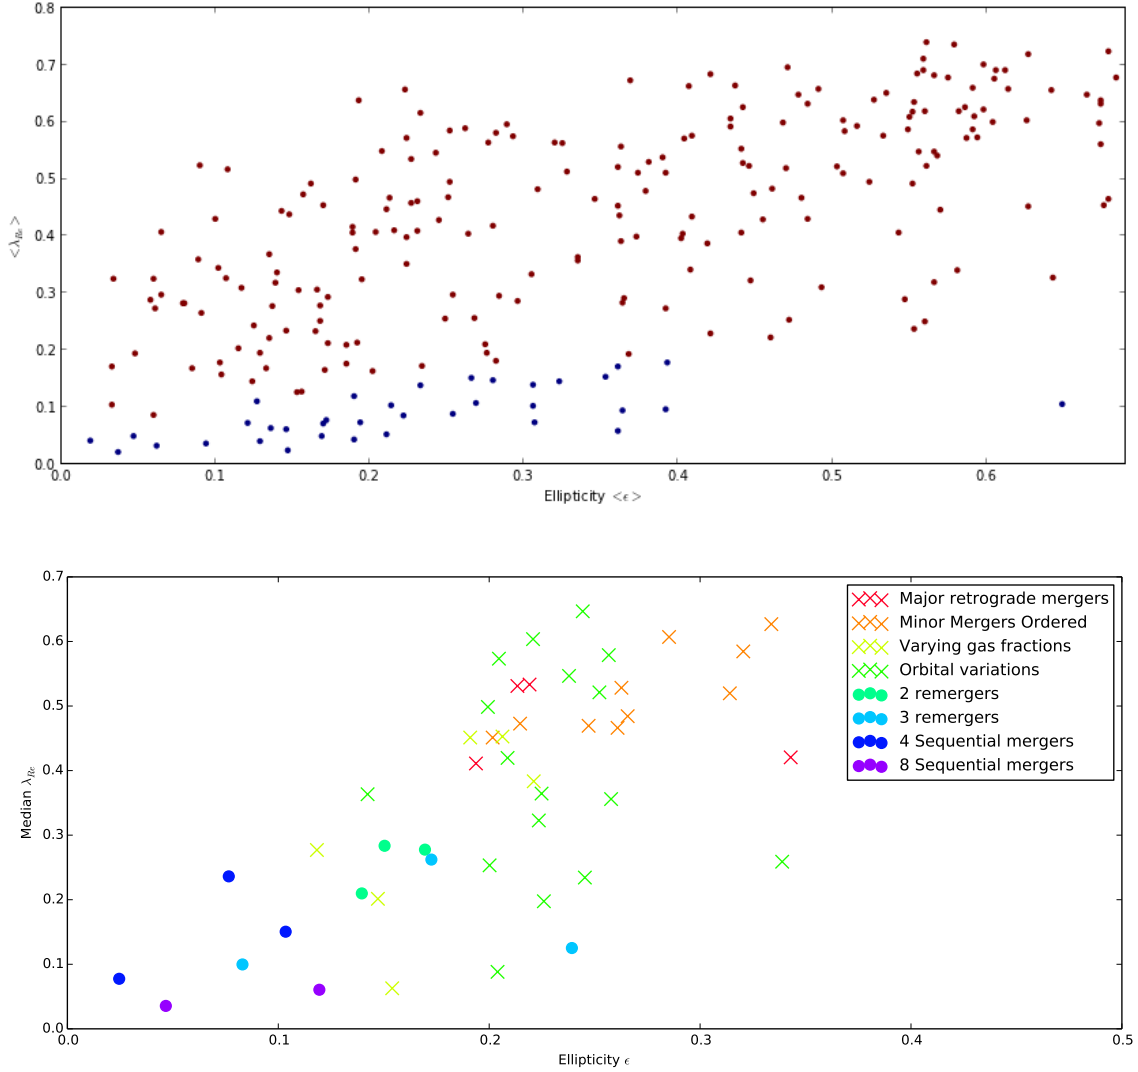 0.8
0.7
0.6
0.5
0.4
0.3
0.2
0.1
0.0
<λRe>
0.0 0.1 0.2 0.3 0.4 0.5 0.6
Ellipticity <ϵ>
0.7
0.6
0.5
0.4
0.3
0.2
0.1
0.0
Median λRe
Major retrograde mergers
Minor Mergers Ordered
Varying gas fractions
Orbital variations
2 remergers
3 remergers
4 Sequential mergers
8 Sequential mergers
0.0 0.1 0.2 0.3 0.4 0.5
Ellipticity ϵ